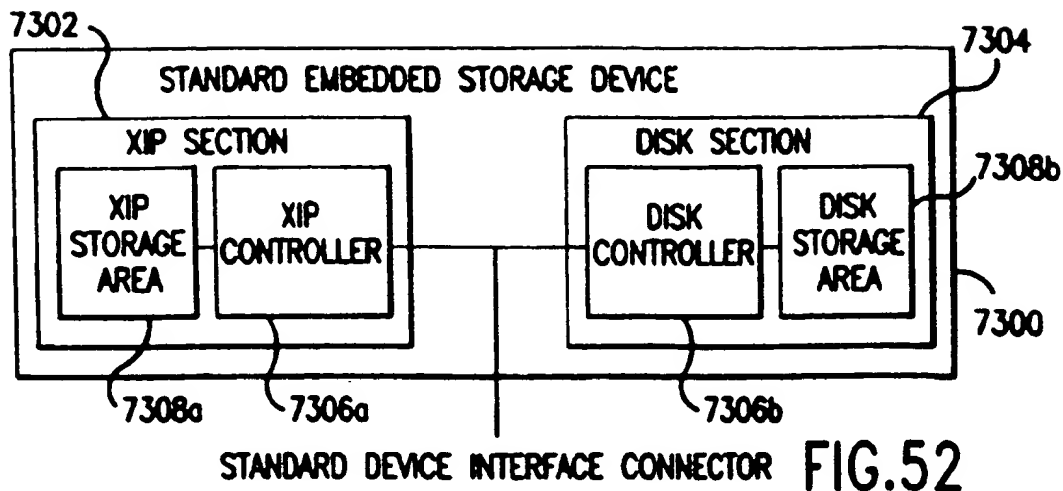 7302
7304
STANDARD EMBEDDED STORAGE DEVICE
XIP SECTION
DISK SECTION
7308b
XIP
STORAGE
AREA
XIP
CONTROLLER
DISK
CONTROLLER
DISK
STORAGE
AREA
7300
7308a
7306a
7306b
STANDARD DEVICE INTERFACE CONNECTOR
FIG.52